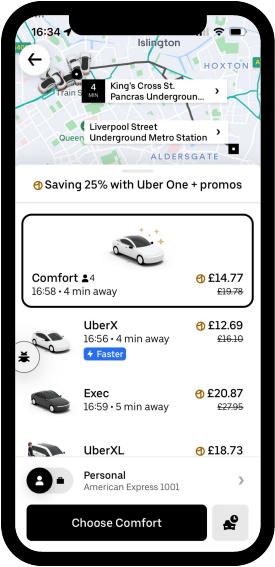 16:34
Islington
HOXTON
4
MIN
King's Cross St.
Pancras Undergroun...
Train S
Liverpool Street
Underground Metro Station
Queen
ALDERSGATE
Saving 25% with Uber One + promos
Comfort 4
£14.77
16:58 • 4 min away
£19.78
UberX
£12.69
16:56 • 4 min away
£16.10
Faster
Exec
£20.87
16:59 • 5 min away
£27.95
UberXL
£18.73
Personal
American Express 1001
Choose Comfort